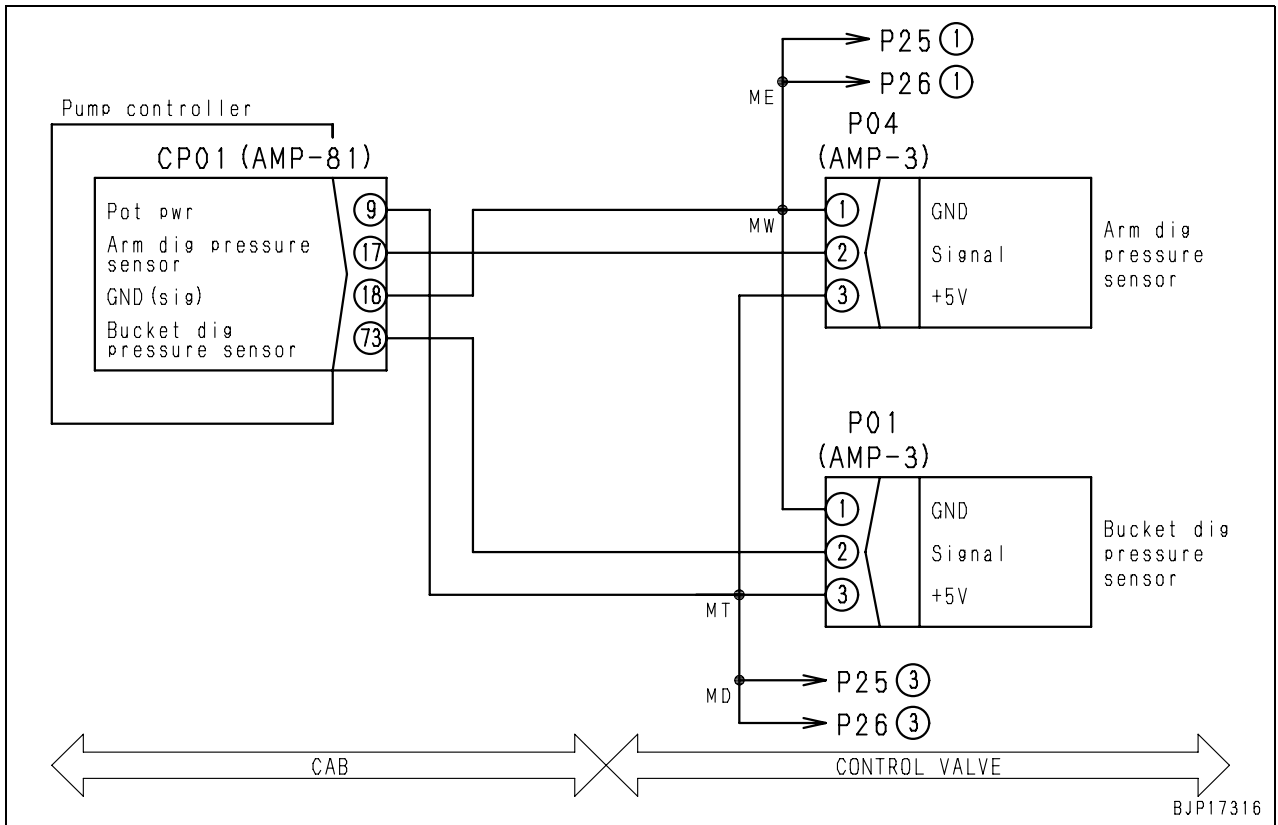 P25 ①
P26 ①
ME
Pump controller
CP01 (AMP-81)
Pot pwr
⑨
Arm dig pressure
sensor
⑰
GND (sig)
⑱
Bucket dig
pressure sensor
73
MW
P04
(AMP-3)
① GND
② Signal
③ +5V
Arm dig
pressure
sensor
P01
(AMP-3)
① GND
② Signal
③ +5V
Bucket dig
pressure
sensor
MT
MD
P25 ③
P26 ③
CAB
CONTROL VALVE
BJP17316